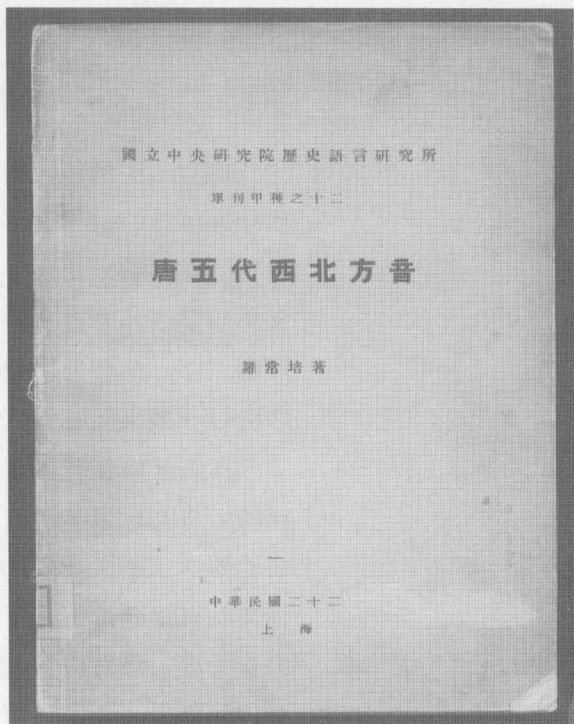 國立中央研究院歷史語言研究所
單刊甲種之十二
唐五代西北方音
羅常培著
中華民國二十二
上海